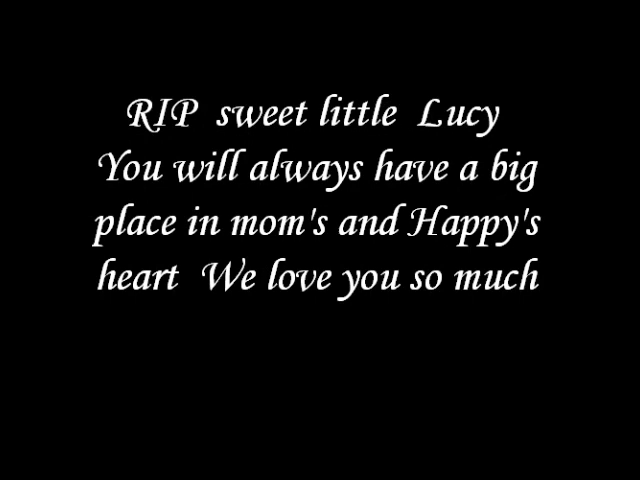 RIP sweet little Lucy
You will always have a big
place in mom's and Happy's
heart We love you so much